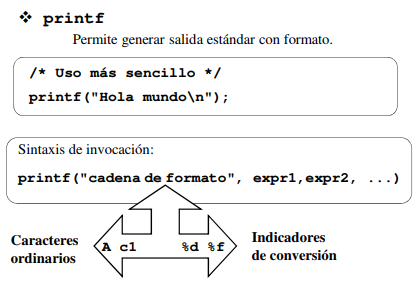 ❖ printf
Permite generar salida estándar con formato.
/* Uso más sencillo */
printf("Hola mundo\n");
Sintaxis de invocación:
printf("cadena de formato", expr1,expr2, ...)
Caracteres
ordinarios
A c1 %d %f
Indicadores
de conversión